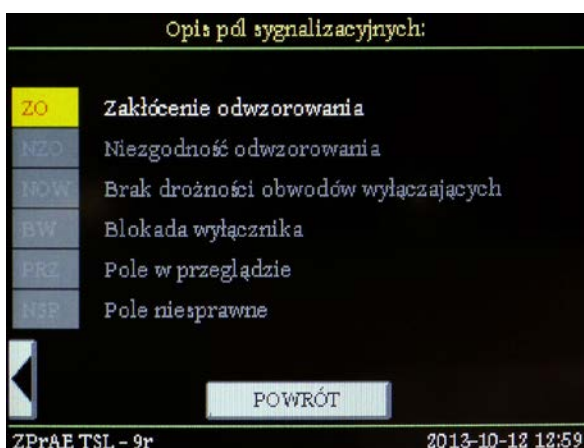 Opis pól sygnalizacyjnych:
ZO Zakłócenie odwzorowania
NZO Niezgodność odwzorowania
NOW Brak drożności obwodów wyłączających
BW Blokada wyłącznika
PRZ Pole w przeglądzie
NSP Pole niesprawne
POWRÓT
ZPrAE TSL - 9r 2013-10-12 12:59